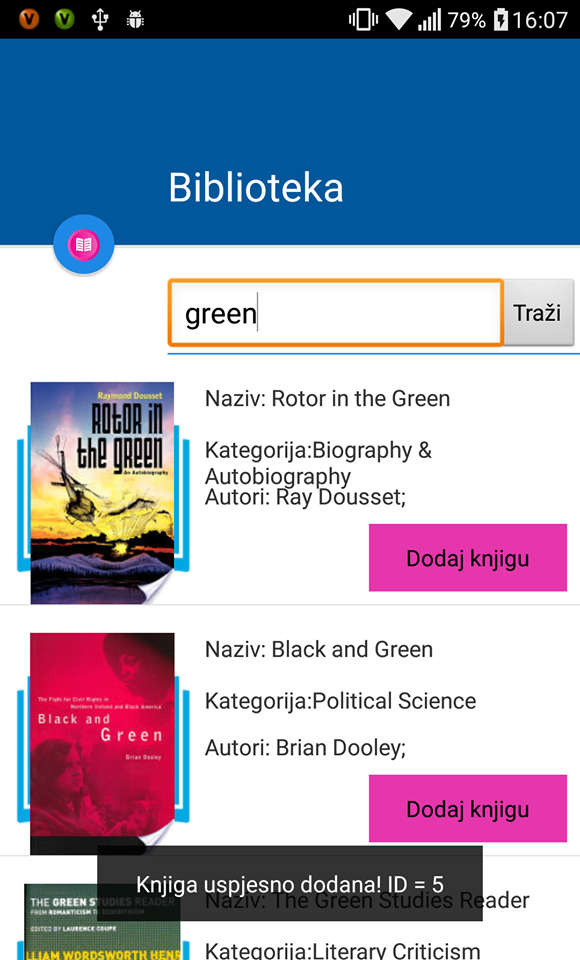 79% 16:07
Biblioteka
green
Traži
Raymond Dousset
ROTOR IN
the GREEN
An Autobiography
Naziv: Rotor in the Green
Kategorija:Biography &
Autobiography
Autori: Ray Dousset;
Dodaj knjigu
The Fight for Civil Rights in
Northern Ireland and Black America
Black and
Green
Brian Dooley
Naziv: Black and Green
Kategorija:Political Science
Autori: Brian Dooley;
Dodaj knjigu
Knjiga uspjesno dodana! ID = 5
THE GREEN STUDIES READER
FROM ROMANTICISM TO ECOCRITICISM
EDITED BY LAURENCE COUPE
LLIAM WORDSWORTH HENR
Naziv: The Green Studies Reader
Kategorija:Literary Criticism